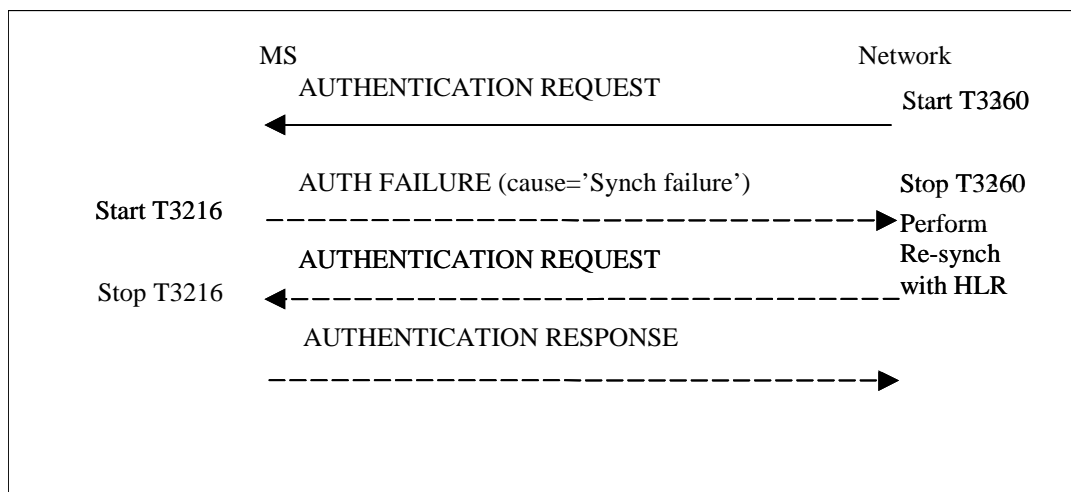 MS Network
AUTHENTICATION REQUEST
Start T3260
AUTH FAILURE (cause='Synch failure')
Stop T3260
Start T3216
Perform
Re-synch
with HLR
AUTHENTICATION REQUEST
Stop T3216
AUTHENTICATION RESPONSE